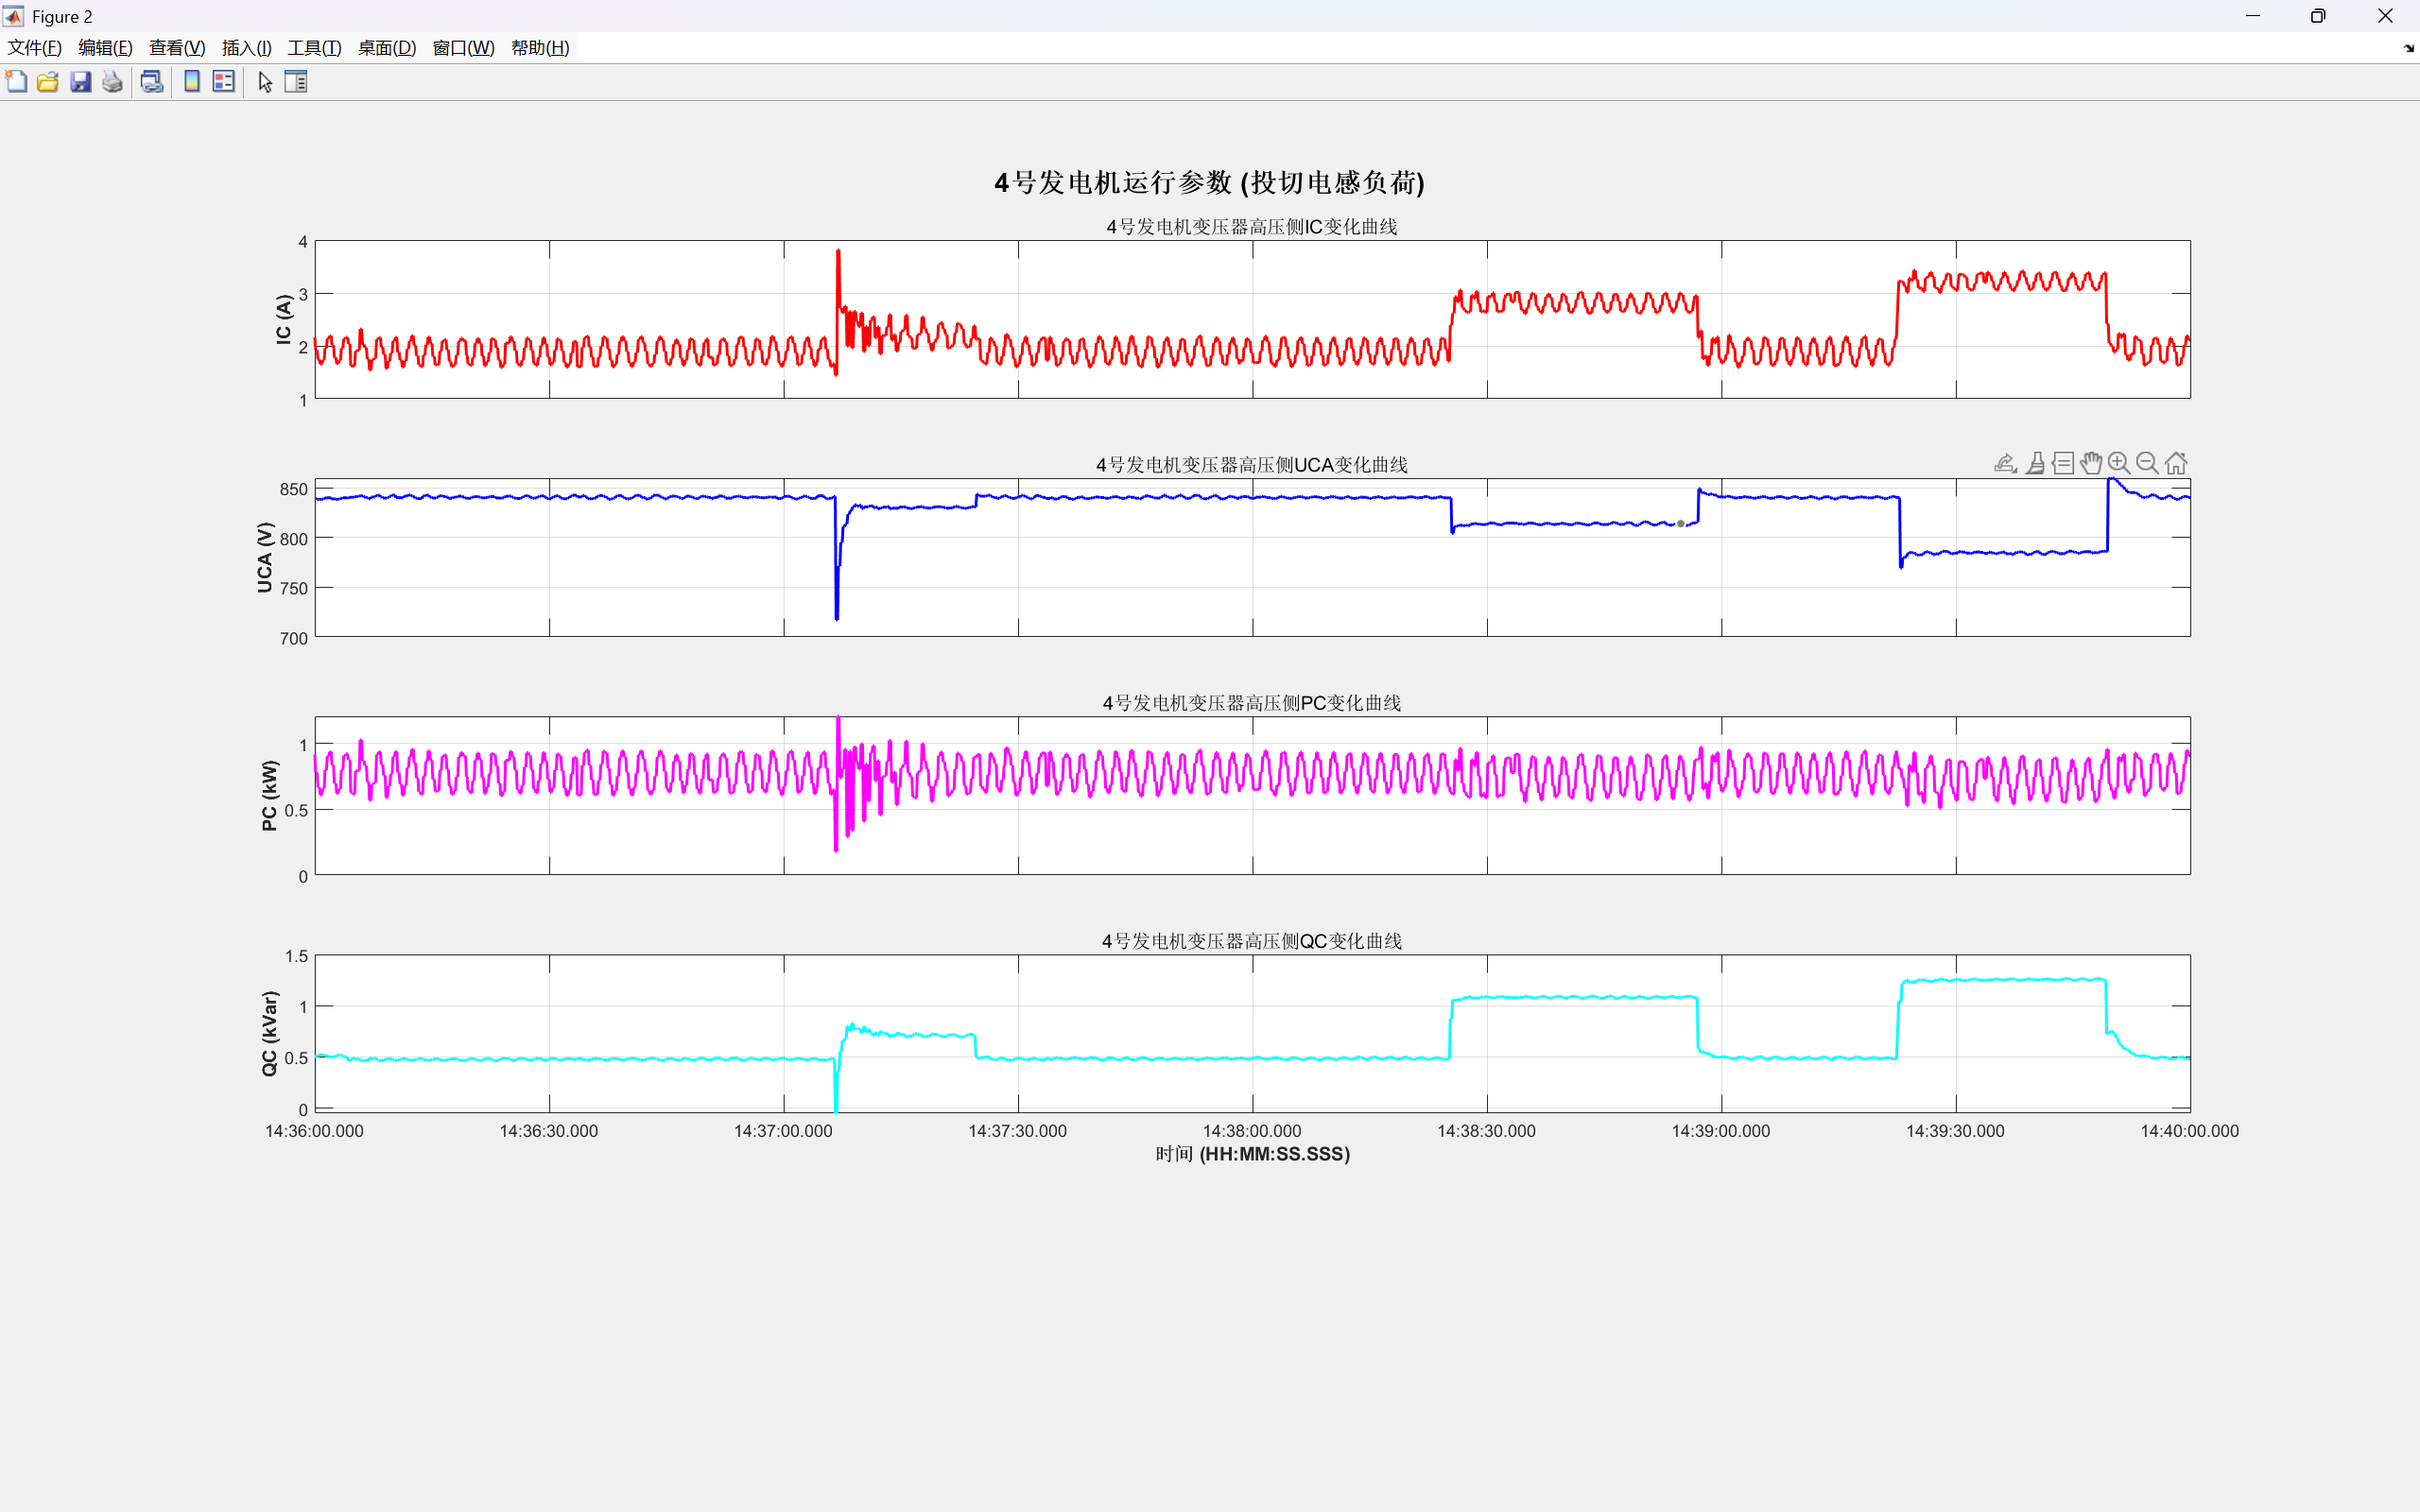 Figure 2
文件(F) 编辑(E) 查看(V) 插入(I) 工具(T) 桌面(D) 窗口(W) 帮助(H)
4号发电机运行参数 (投切电感负荷)
4号发电机变压器高压侧IC变化曲线
IC (A)
4
3
2
1
4号发电机变压器高压侧UCA变化曲线
UCA (V)
850
800
750
700
4号发电机变压器高压侧PC变化曲线
PC (kW)
1
0.5
0
4号发电机变压器高压侧QC变化曲线
QC (kVar)
1.5
1
0.5
0
14:36:00.000 14:36:30.000 14:37:00.000 14:37:30.000 14:38:00.000 14:38:30.000 14:39:00.000 14:39:30.000 14:40:00.000
时间 (HH:MM:SS.SSS)